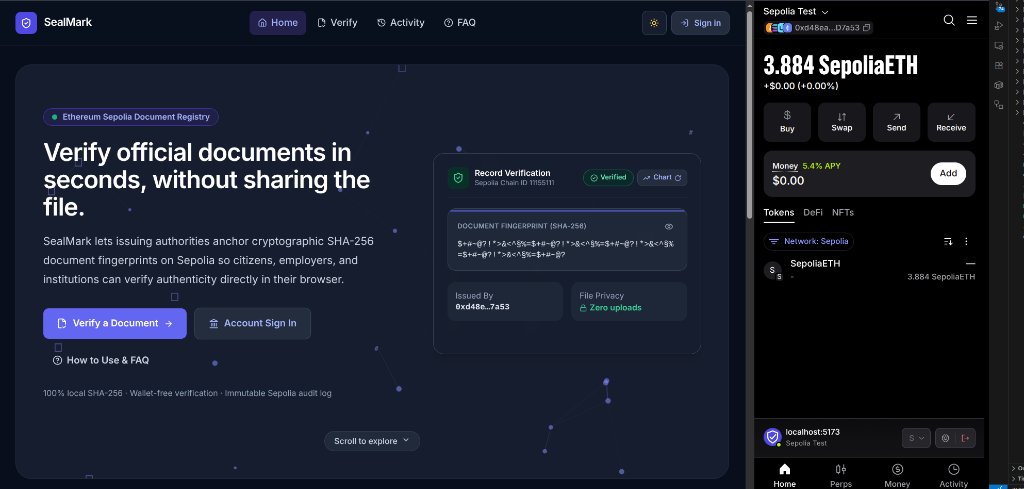 SealMark
Home
Verify
Activity
FAQ
Sign in
Ethereum Sepolia Document Registry
Verify official documents in
seconds, without sharing the
file.
SealMark lets issuing authorities anchor cryptographic SHA-256
document fingerprints on Sepolia so citizens, employers, and
institutions can verify authenticity directly in their browser.
Verify a Document →
Account Sign In
How to Use & FAQ
100% local SHA-256 · Wallet-free verification · Immutable Sepolia audit log
Scroll to explore
#
#
Record Verification
Sepolia Chain ID 11155111
Verified
Chart
DOCUMENT FINGERPRINT (SHA-256)
$+#~@?!*>&<^§%=$+#~@?!*>&<^§%=$+#~@?!*>&<^§%
=$+#~@?!*>&<^§%=$+#~@?
Issued By
0xd48e…7a53
File Privacy
Zero uploads
Sepolia Test
0xd48ea...D7a53
3.884 SepoliaETH
+$0.00 (+0.00%)
Buy
Swap
Send
Receive
Money 5.4% APY
$0.00
Add
Tokens
DeFi
NFTs
Network: Sepolia
S
S
SepoliaETH
—
-
3.884 SepoliaETH
localhost:5173
Sepolia Test
S
Home
Perps
Money
Activity